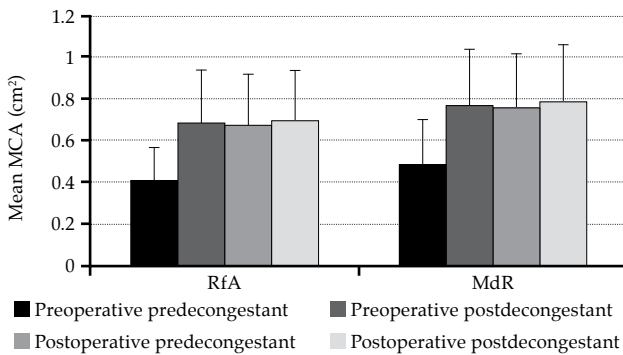 Mean MCA (cm²)
1.2
1
0.8
0.6
0.4
0.2
0
RfA MdR
Preoperative predecongestant Preoperative postdecongestant
Postoperative predecongestant Postoperative postdecongestant